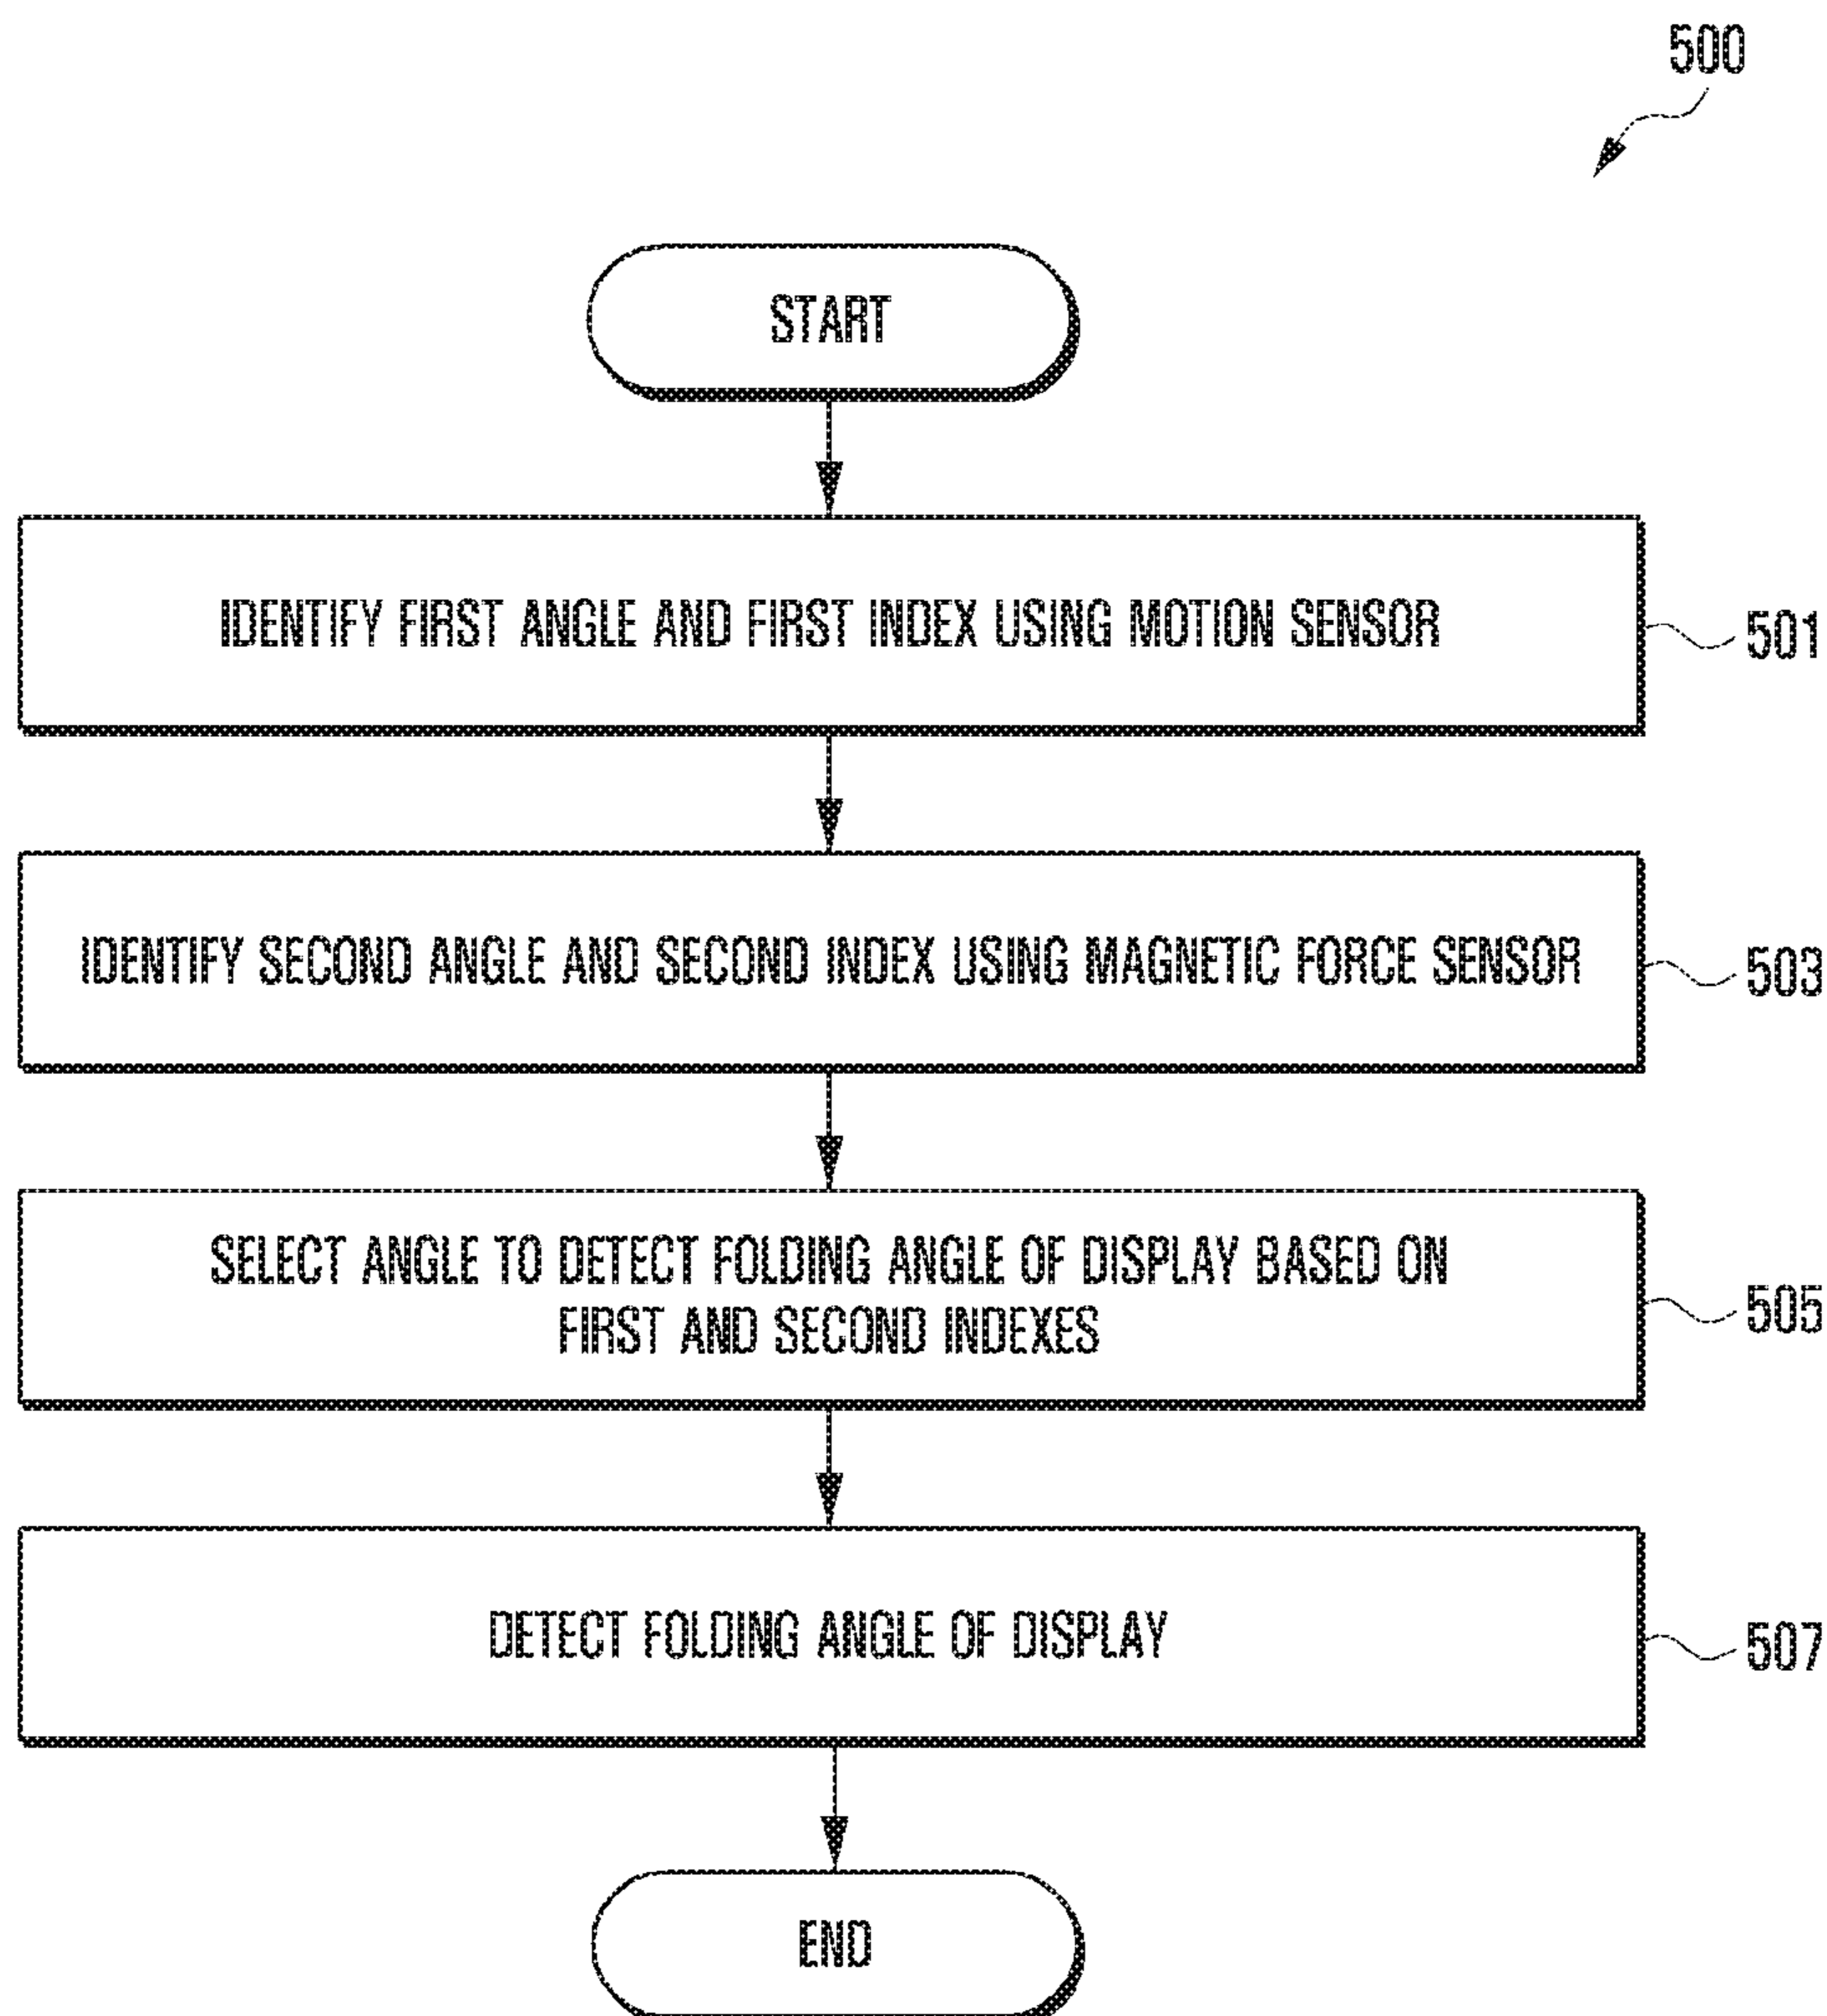 500
START
IDENTIFY FIRST ANGLE AND FIRST INDEX USING MOTION SENSOR
501
IDENTIFY SECOND ANGLE AND SECOND INDEX USING MAGNETIC FORCE SENSOR
503
SELECT ANGLE TO DETECT FOLDING ANGLE OF DISPLAY BASED ON
FIRST AND SECOND INDEXES
505
DETECT FOLDING ANGLE OF DISPLAY
507
END